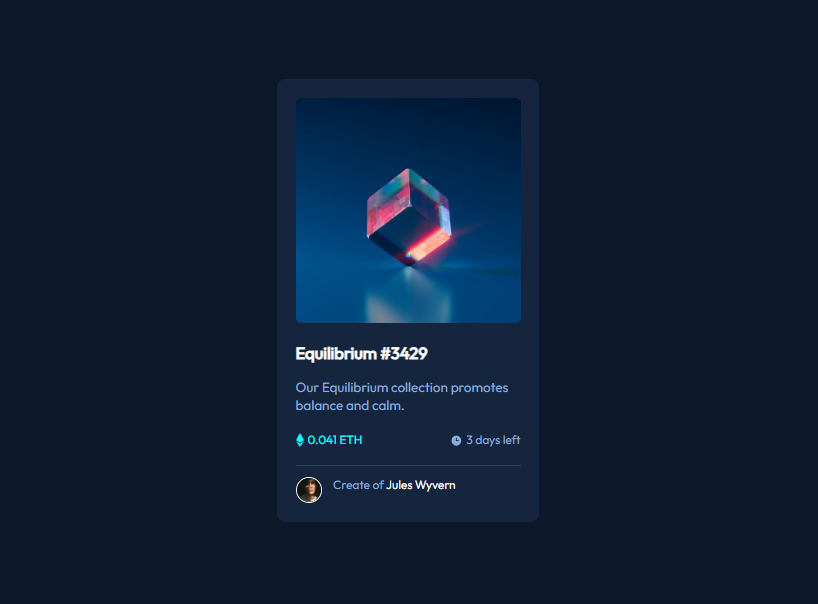 Equilibrium #3429
Our Equilibrium collection promotes
balance and calm.
0.041 ETH
3 days left
Create of Jules Wyvern